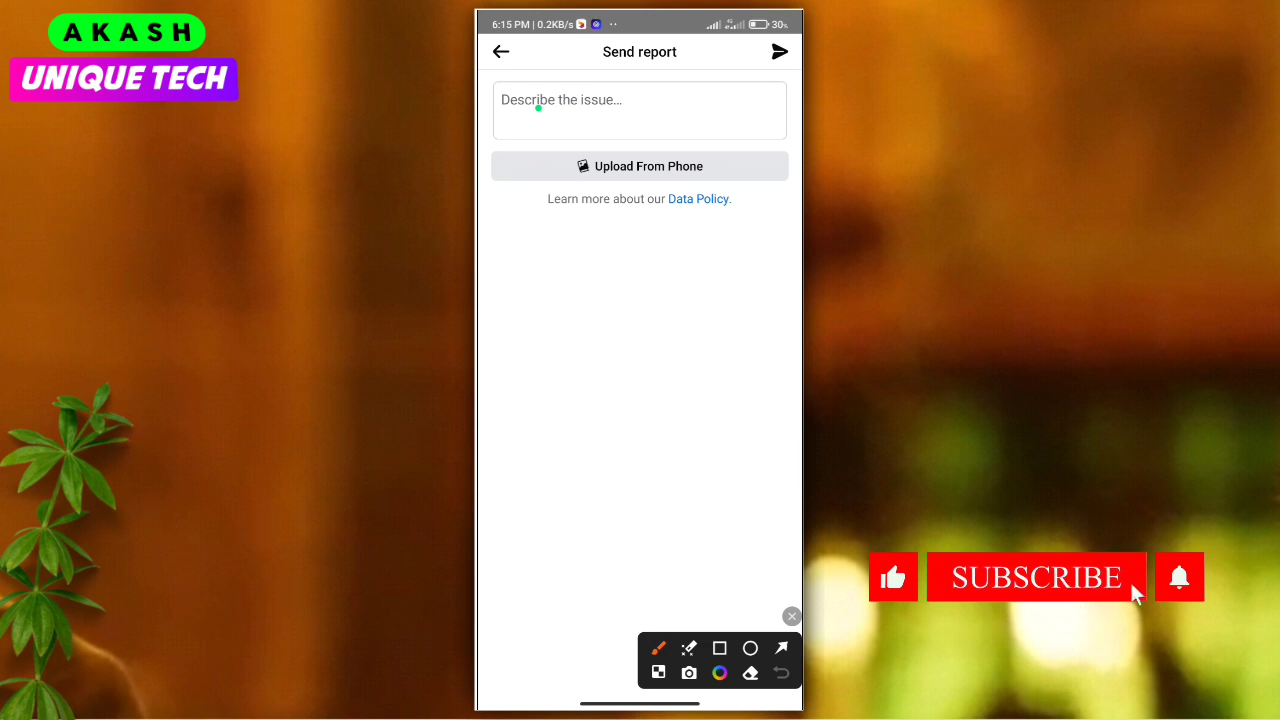 AKASH
UNIQUE TECH
6:15 PM | 0.2KB/s
4G
30%
Send report
Describe the issue...
Upload From Phone
Learn more about our Data Policy.
SUBSCRIBE